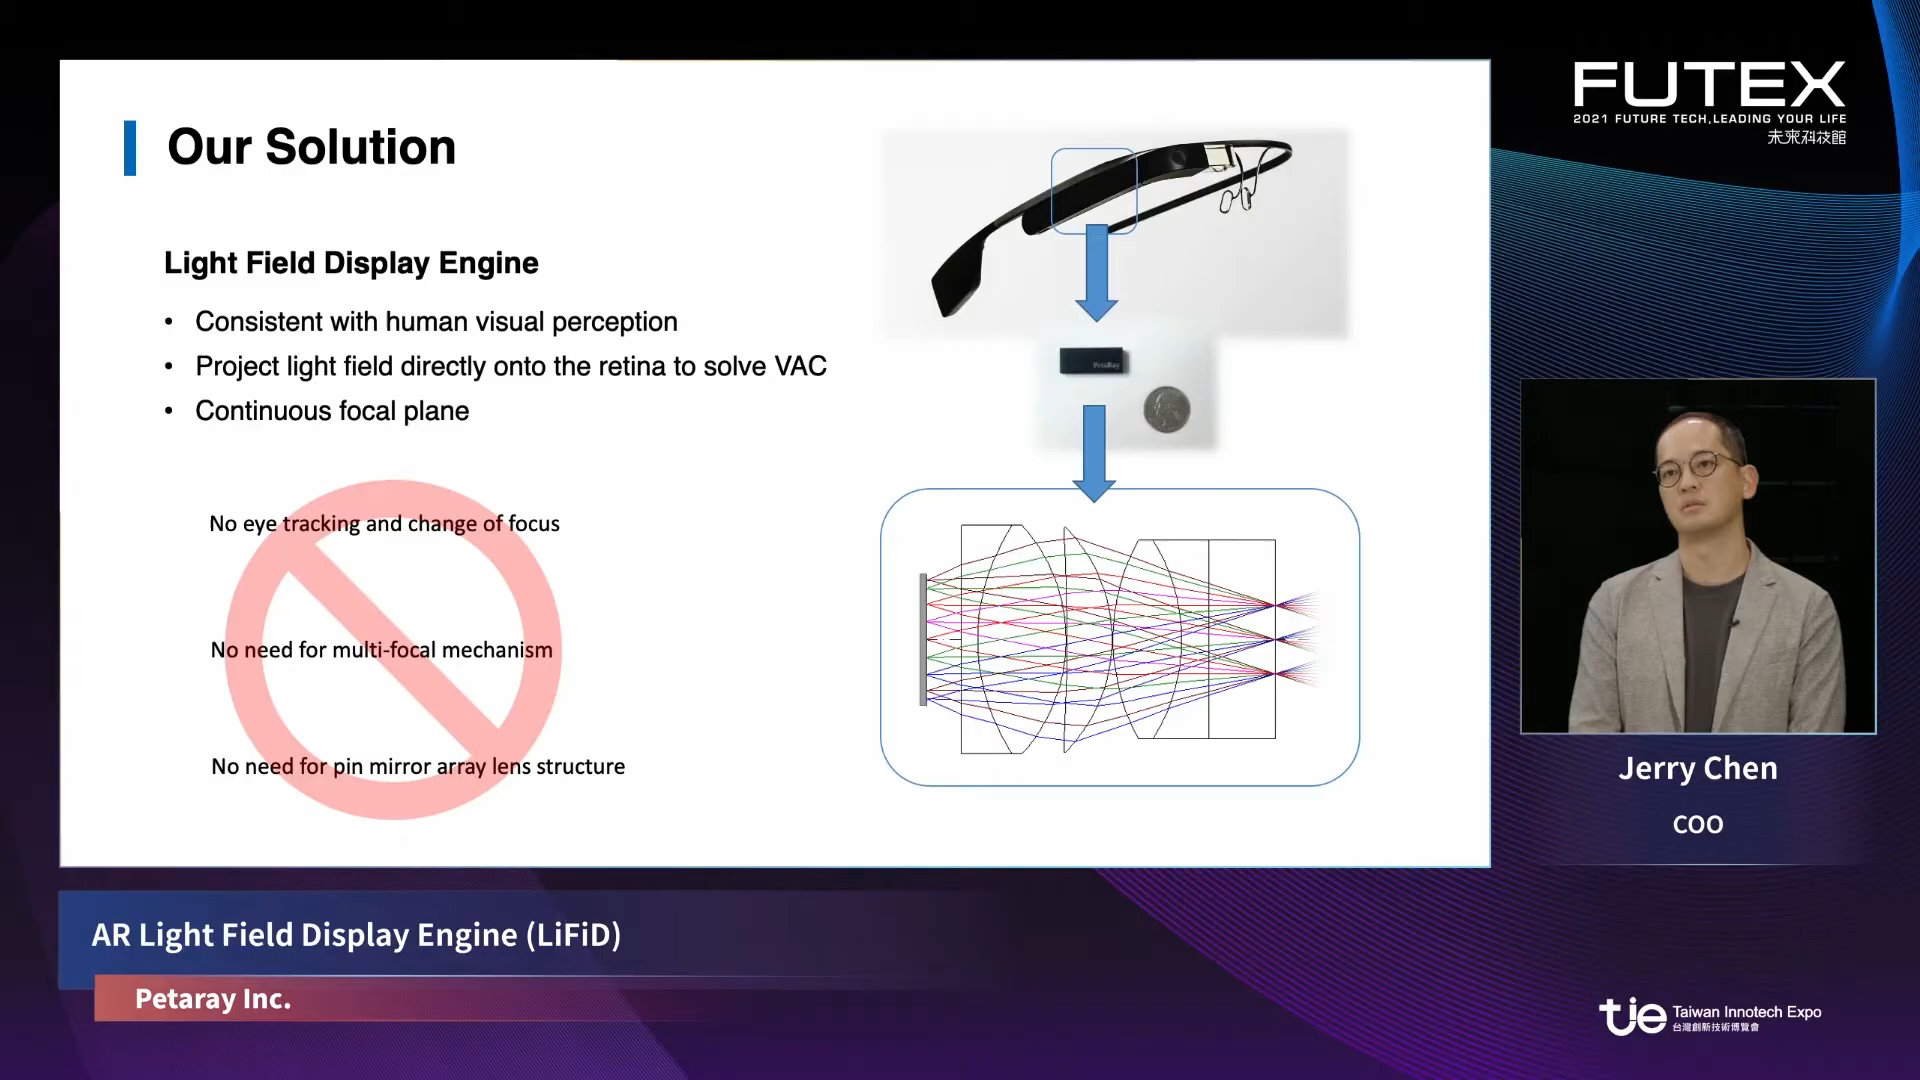 Our Solution
Light Field Display Engine
• Consistent with human visual perception
• Project light field directly onto the retina to solve VAC
• Continuous focal plane
No eye tracking and change of focus
No need for multi-focal mechanism
No need for pin mirror array lens structure
PetaRay
FUTEX
2021 FUTURE TECH,LEADING YOUR LIFE
未來科技館
Jerry Chen
COO
AR Light Field Display Engine (LiFiD)
Petaray Inc.
tie Taiwan Innotech Expo
台灣創新技術博覽會